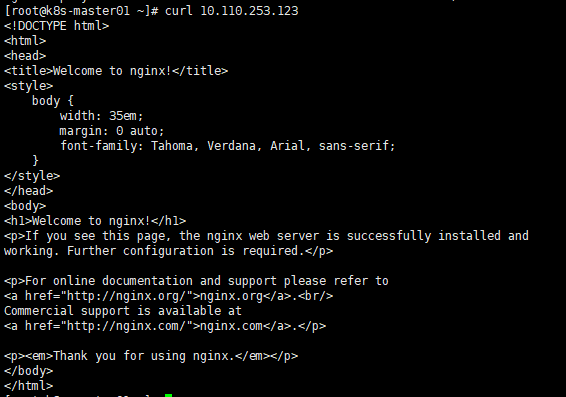 [root@k8s-master01 ~]# curl 10.110.253.123
<!DOCTYPE html>
<html>
<head>
<title>Welcome to nginx!</title>
<style>
    body {
        width: 35em;
        margin: 0 auto;
        font-family: Tahoma, Verdana, Arial, sans-serif;
    }
</style>
</head>
<body>
<h1>Welcome to nginx!</h1>
<p>If you see this page, the nginx web server is successfully installed and
working. Further configuration is required.</p>

<p>For online documentation and support please refer to
<a href="http://nginx.org/">nginx.org</a>.<br/>
Commercial support is available at
<a href="http://nginx.com/">nginx.com</a>.</p>

<p><em>Thank you for using nginx.</em></p>
</body>
</html>